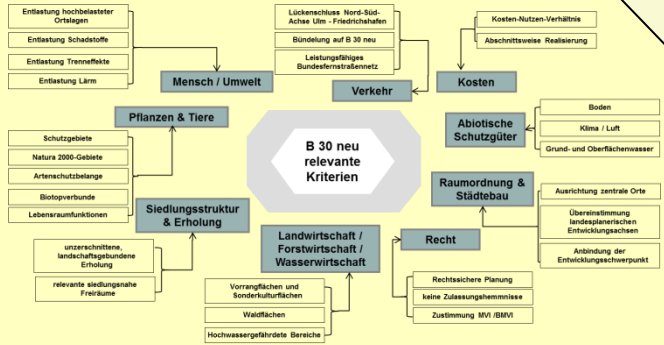 Entlastung hochbelasteter
Ortslagen
Entlastung Schadstoffe
Entlastung Trenneffekte
Entlastung Lärm
Mensch / Umwelt
Lückenschluss Nord-Süd-
Achse Ulm - Friedrichshafen
Bündelung auf B 30 neu
Leistungsfähiges
Bundesfernstraßennetz
Verkehr
Kosten-Nutzen-Verhältnis
Abschnittsweise Realisierung
Kosten
Pflanzen & Tiere
Schutzgebiete
Natura 2000-Gebiete
Artenschutzbelange
Biotopverbunde
Lebensraumfunktionen
B 30 neu
relevante
Kriterien
Abiotische
Schutzgüter
Boden
Klima / Luft
Grund- und Oberflächenwasser
Siedlungsstruktur
& Erholung
unzerschnittene,
landschaftsgebundene
Erholung
relevante siedlungsnahe
Freiräume
Landwirtschaft /
Forstwirtschaft /
Wasserwirtschaft
Vorrangflächen und
Sonderkulturflächen
Waldflächen
Hochwassergefährdete Bereiche
Recht
Rechtssichere Planung
keine Zulassungshemmnisse
Zustimmung MVI /BMVI
Raumordnung &
Städtebau
Ausrichtung zentrale Orte
Übereinstimmung
landesplanerischen
Entwicklungsachsen
Anbindung der
Entwicklungsschwerpunkt